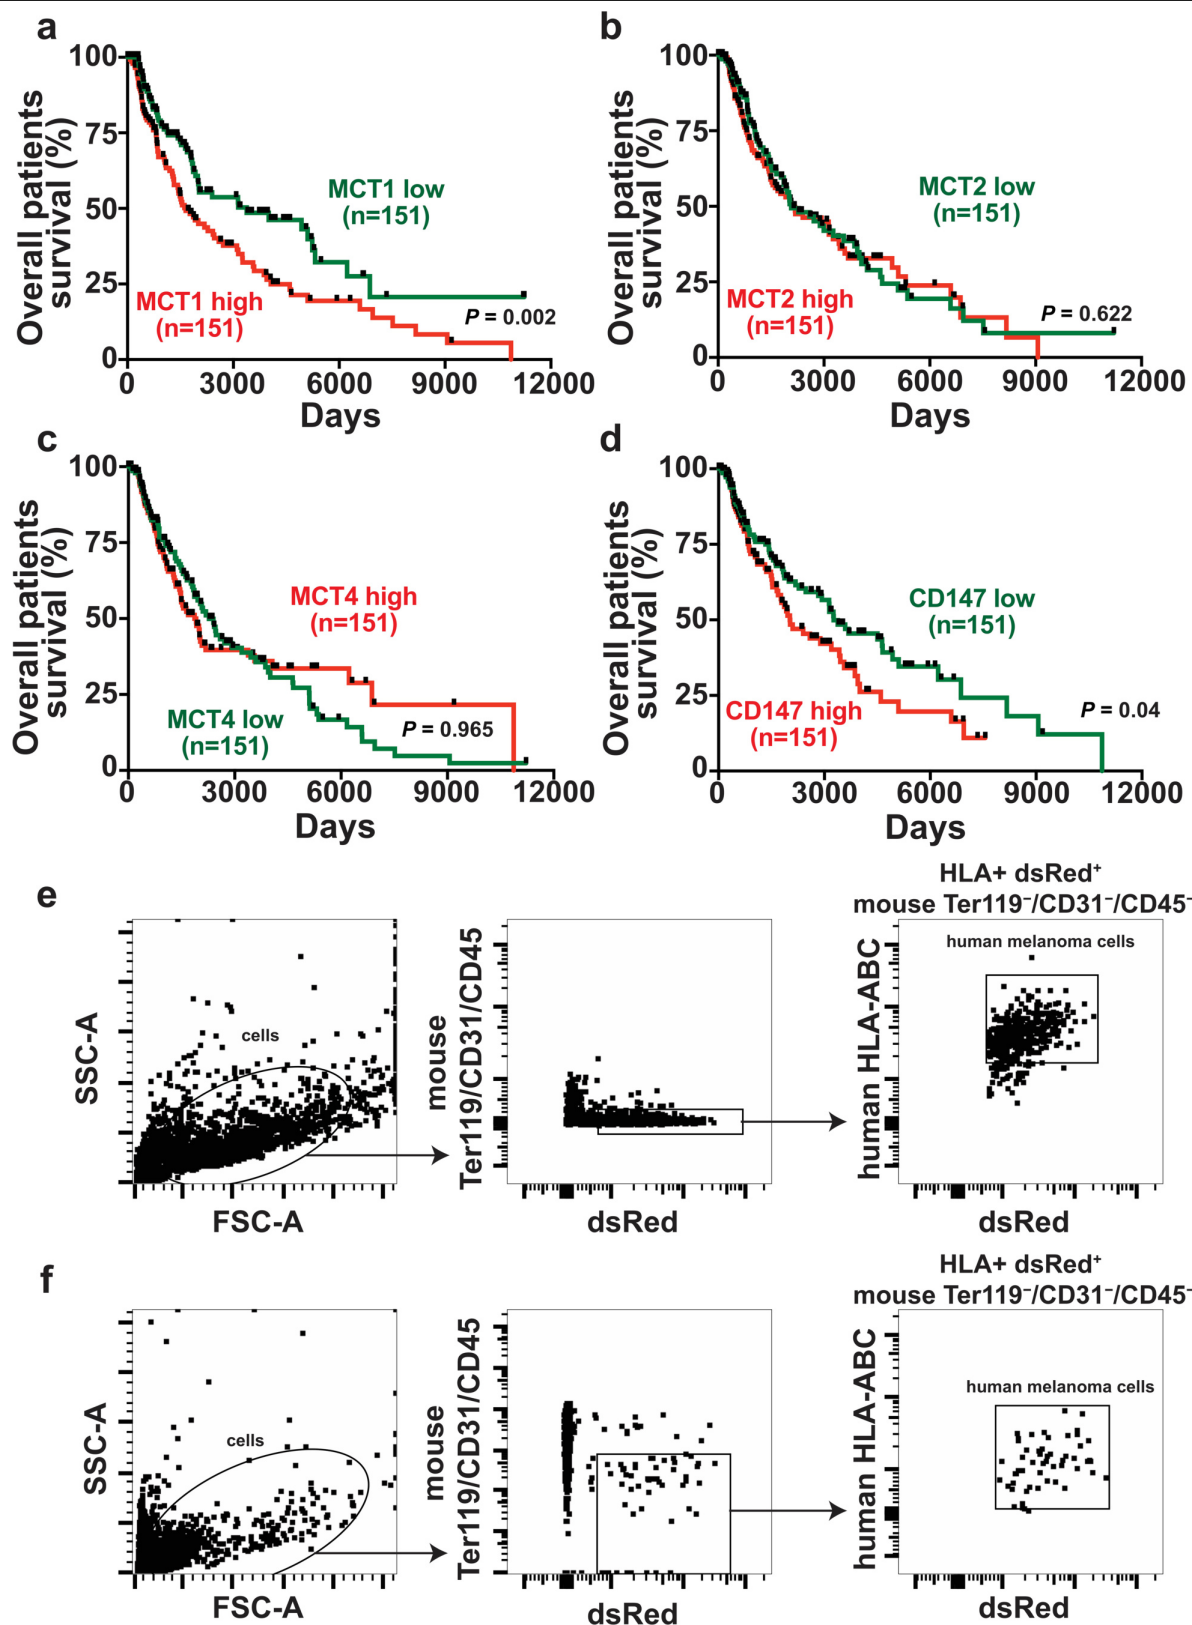 a
100
75
50
25
0
Overall patients
survival (%)
MCT1 low
(n=151)
MCT1 high
(n=151)
P = 0.002
0 3000 6000 9000 12000
Days
b
100
75
50
25
0
Overall patients
survival (%)
MCT2 low
(n=151)
MCT2 high
(n=151)
P = 0.622
0 3000 6000 9000 12000
Days
c
100
75
50
25
0
Overall patients
survival (%)
MCT4 high
(n=151)
MCT4 low
(n=151)
P = 0.965
0 3000 6000 9000 12000
Days
d
100
75
50
25
0
Overall patients
survival (%)
CD147 low
(n=151)
CD147 high
(n=151)
P = 0.04
0 3000 6000 9000 12000
Days
e
SSC-A
cells
FSC-A
mouse
Ter119/CD31/CD45
dsRed
HLA+ dsRed⁺
mouse Ter119⁻/CD31⁻/CD45⁻
human melanoma cells
human HLA-ABC
dsRed
f
SSC-A
cells
FSC-A
mouse
Ter119/CD31/CD45
dsRed
HLA+ dsRed⁺
mouse Ter119⁻/CD31⁻/CD45⁻
human melanoma cells
human HLA-ABC
dsRed